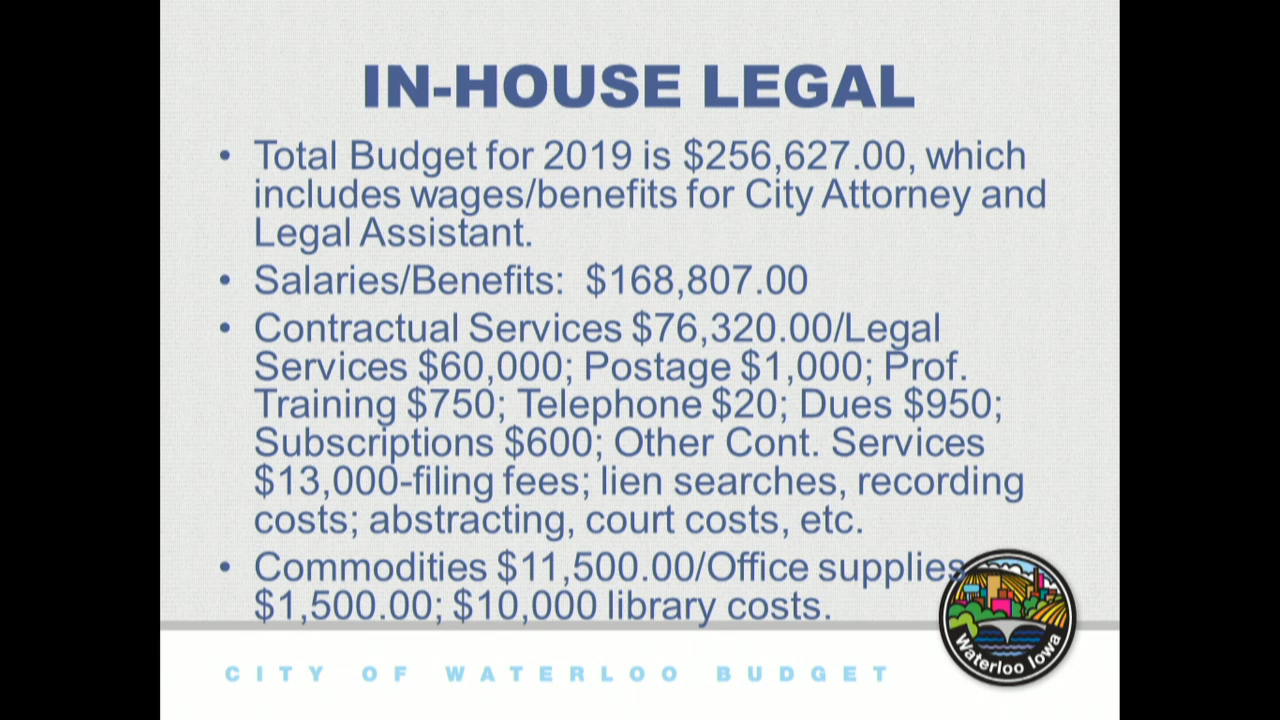 IN-HOUSE LEGAL
• Total Budget for 2019 is $256,627.00, which
includes wages/benefits for City Attorney and
Legal Assistant.
• Salaries/Benefits:  $168,807.00
• Contractual Services $76,320.00/Legal
Services $60,000; Postage $1,000; Prof.
Training $750; Telephone $20; Dues $950;
Subscriptions $600; Other Cont. Services
$13,000-filing fees; lien searches, recording
costs; abstracting, court costs, etc.
• Commodities $11,500.00/Office supplies
$1,500.00; $10,000 library costs.
Waterloo Iowa
CITY OF WATERLOO BUDGET